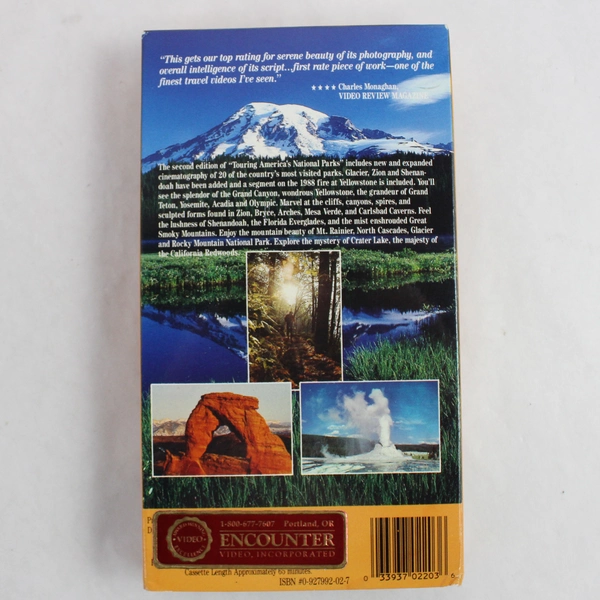 “This gets our top rating for serene beauty of its photography, and
overall intelligence of its script...first rate piece of work—one of the
finest travel videos I've seen.”
★★★★ Charles Monaghan,
VIDEO REVIEW MAGAZINE
The second edition of “Touring America's National Parks” includes new and expanded
cinematography of 20 of the country's most visited parks. Glacier, Zion and Shenan-
doah have been added and a segment on the 1988 fire at Yellowstone is included. You'll
see the splendor of the Grand Canyon, wondrous Yellowstone, the grandeur of Grand
Teton, Yosemite, Acadia and Olympic. Marvel at the cliffs, canyons, spires, and
sculpted forms found in Zion, Bryce, Arches, Mesa Verde, and Carlsbad Caverns. Feel
the lushness of Shenandoah, the Florida Everglades, and the mist enshrouded Great
Smoky Mountains. Enjoy the mountain beauty of Mt. Rainier, North Cascades, Glacier
and Rocky Mountain National Park. Explore the mystery of Crater Lake, the majesty of
the California Redwoods.
1-800-677-7607 Portland, OR
VIDEO
ENCOUNTER
VIDEO, INCORPORATED
Cassette Length Approximately 65 minutes.
ISBN #0-927992-02-7
0 33937 02203 6